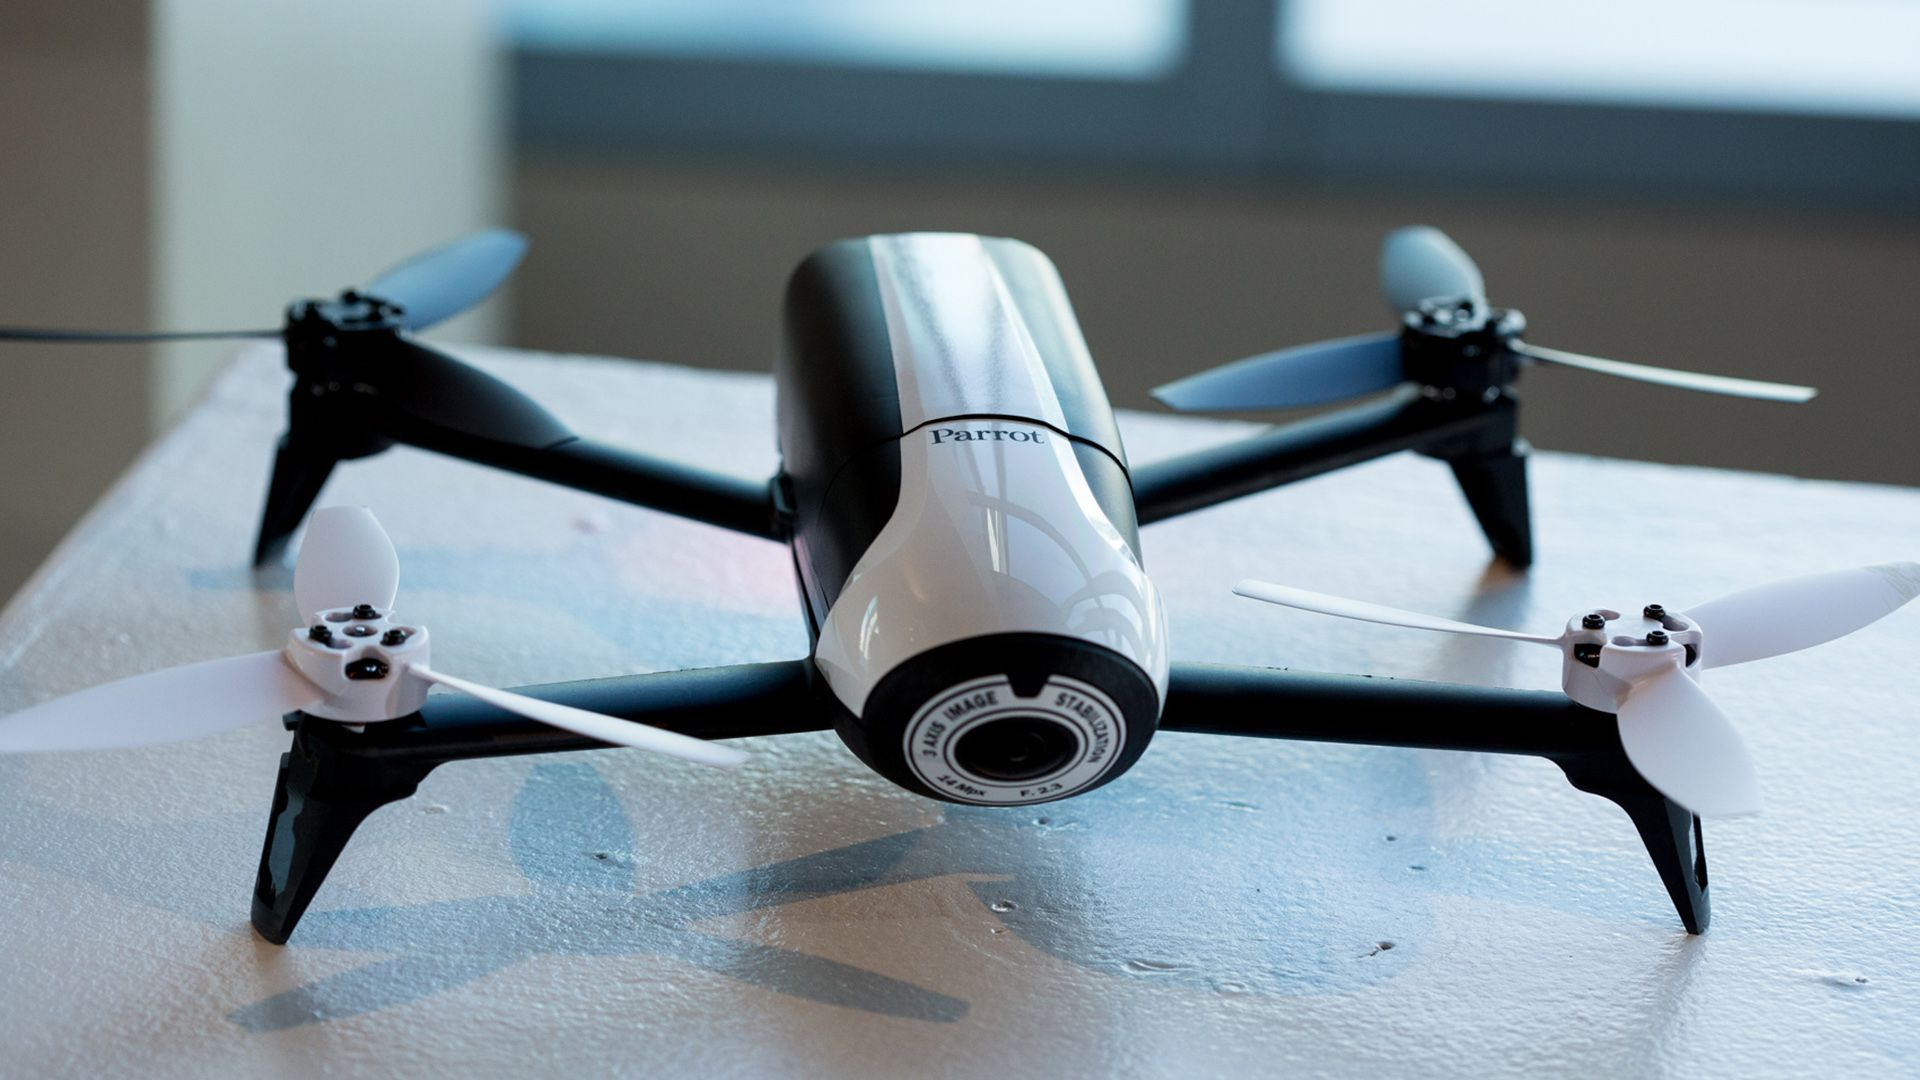 Parrot
3 AXIS IMAGE STABILIZATION
14 Mpx F. 2.3